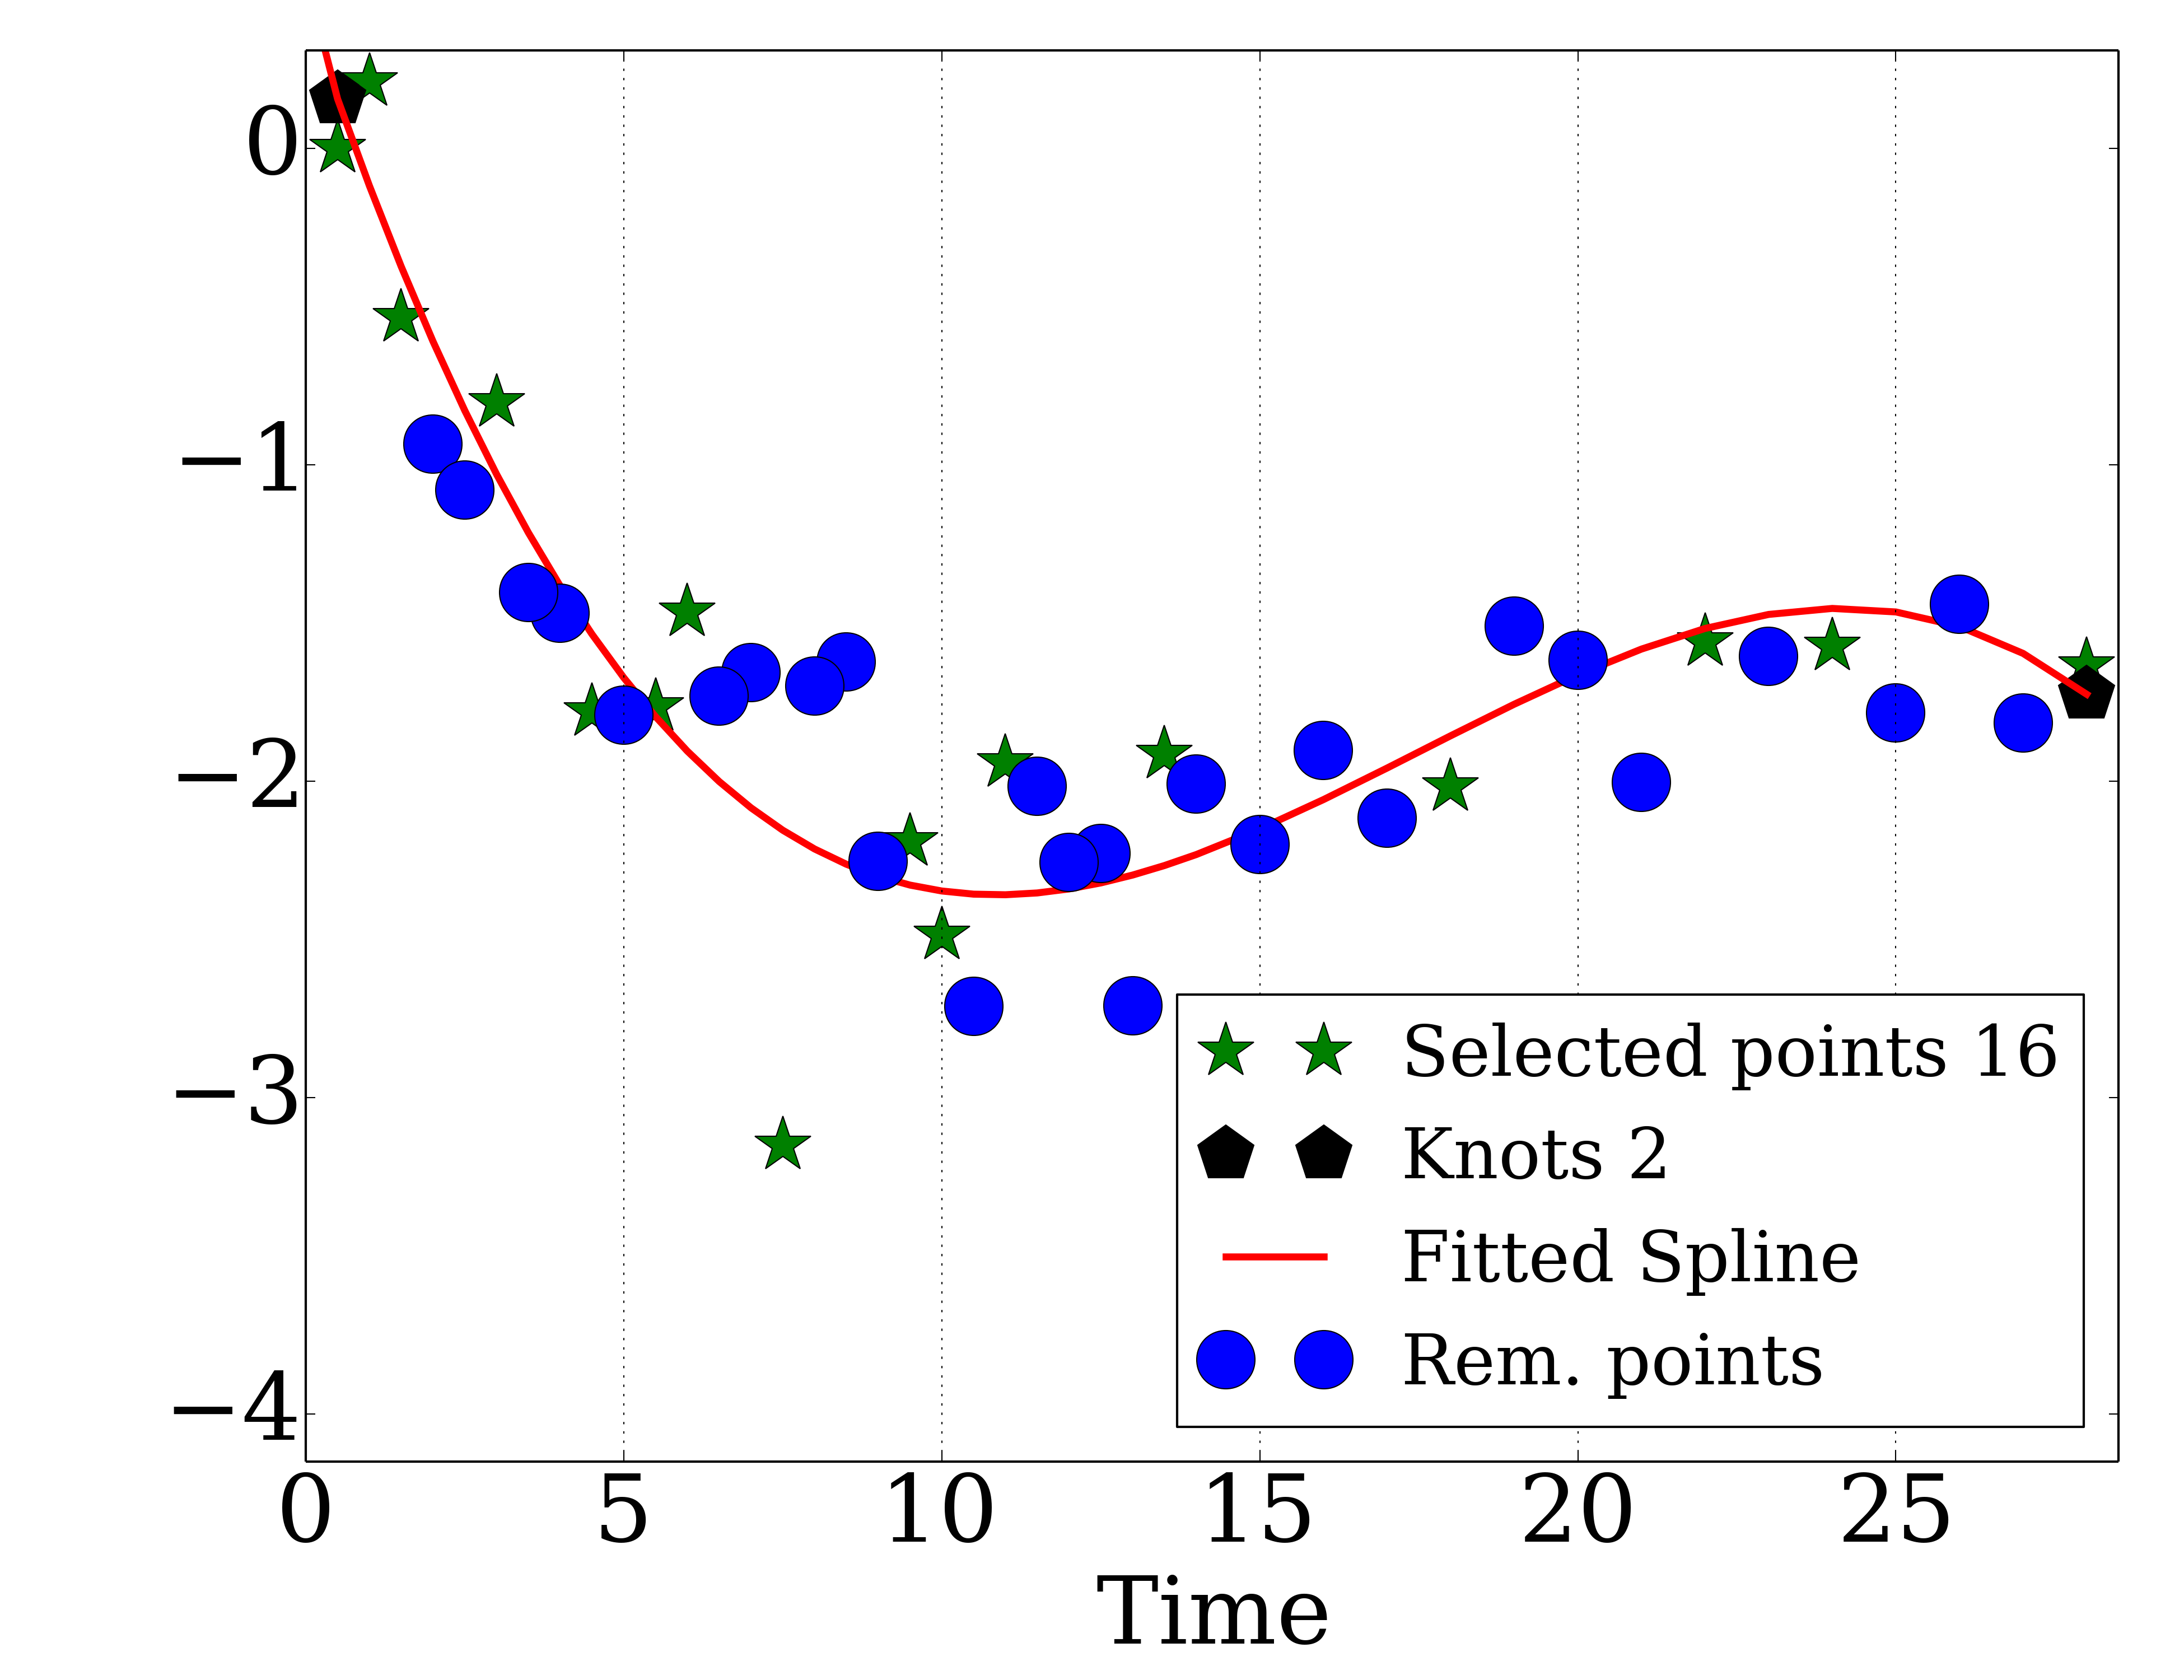 0
−1
−2
−3
−4
0 5 10 15 20 25
Time
Selected points 16
Knots 2
Fitted Spline
Rem. points